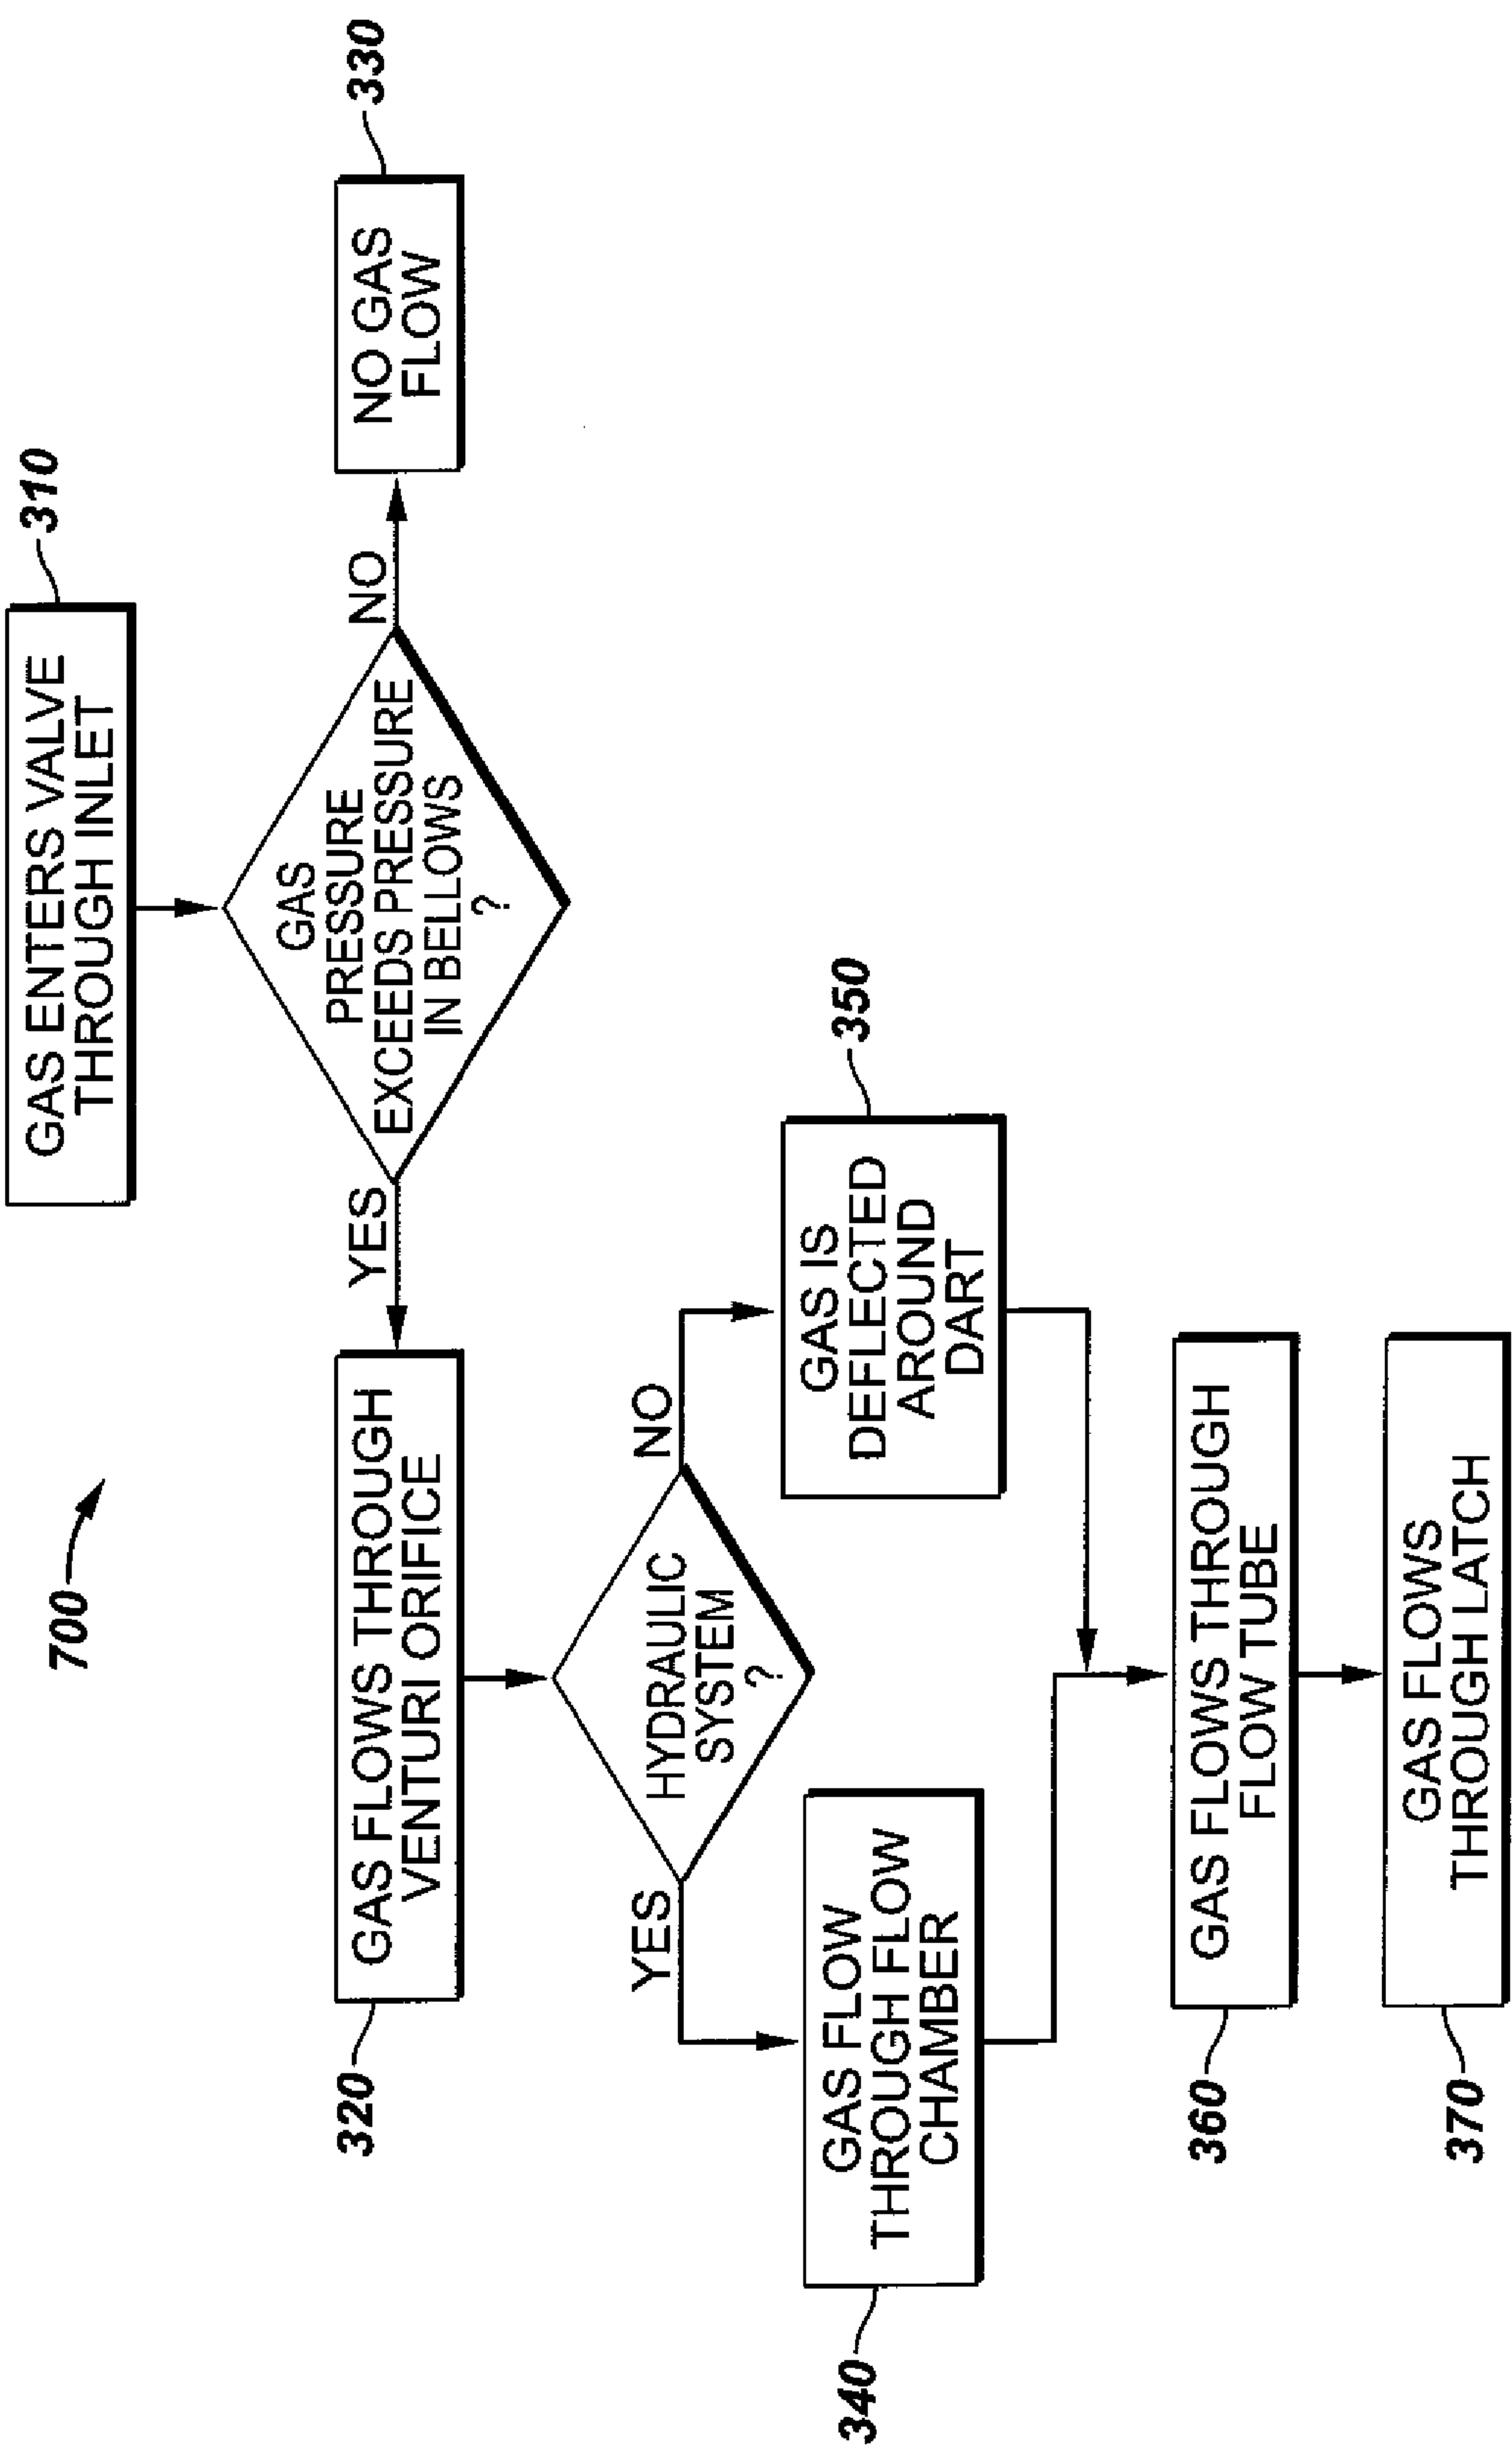 700
310
GAS ENTERS VALVE
THROUGH INLET
GAS
PRESSURE
EXCEEDS PRESSURE
IN BELLOWS
?
YES
NO
320
GAS FLOWS THROUGH
VENTURI ORIFICE
NO GAS
FLOW
330
HYDRAULIC
SYSTEM
?
YES
NO
340
GAS FLOW
THROUGH FLOW
CHAMBER
GAS IS
DEFLECTED
AROUND
DART
350
360
GAS FLOWS THROUGH
FLOW TUBE
370
GAS FLOWS
THROUGH LATCH